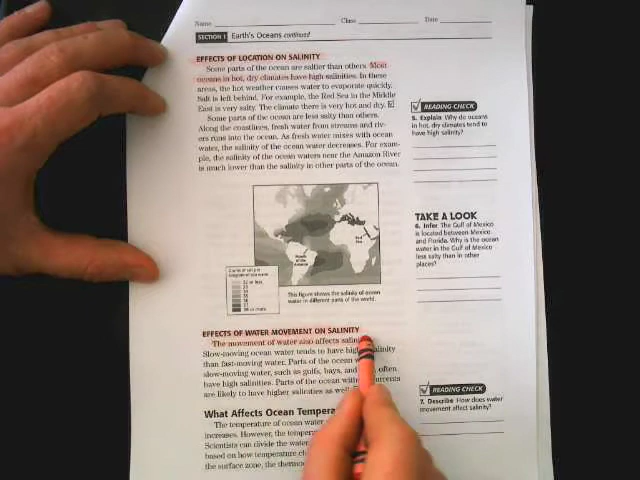 Name Class Date
SECTION 1 Earth's Oceans continued
EFFECTS OF LOCATION ON SALINITY
Some parts of the ocean are saltier than others. Most
oceans in hot, dry climates have high salinities. In these
areas, the hot weather causes water to evaporate quickly.
Salt is left behind. For example, the Red Sea in the Middle
East is very salty. The climate there is very hot and dry.
Some parts of the ocean are less salty than others.
Along the coastlines, fresh water from streams and riv-
ers runs into the ocean. As fresh water mixes with ocean
water, the salinity of the ocean water decreases. For exam-
ple, the salinity of the ocean waters near the Amazon River
is much lower than the salinity in other parts of the ocean.
READING CHECK
5. Explain Why do oceans
in hot, dry climates tend to
have high salinity?
TAKE A LOOK
6. Infer The Gulf of Mexico
is located between Mexico
and Florida. Why is the ocean
water in the Gulf of Mexico
less salty than in other
places?
Red
Sea
Mouth
of the
Amazon
This figure shows the salinity of ocean
water in different parts of the world.
EFFECTS OF WATER MOVEMENT ON SALINITY
The movement of water also affects
Slow-moving ocean water tends to have
than fast-moving water. Parts of the ocean
slow-moving water, such as gulfs, bays, and often
have high salinities. Parts of the ocean
are likely to have higher salinities as
READING CHECK
7. Describe How does water
movement affect salinity?
What Affects Ocean
The temperature of ocean water
increases. However, the
Scientists can divide the water
based on how temperature
the surface zone, the